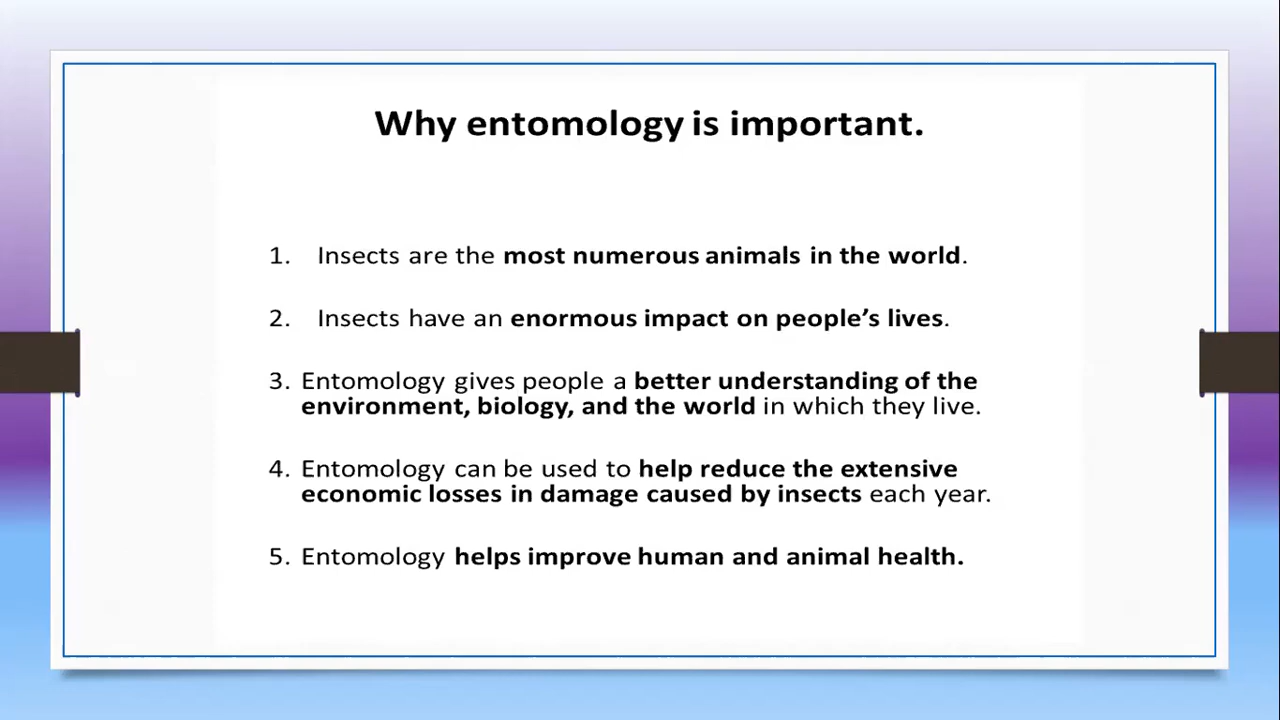 Why entomology is important.
1. Insects are the most numerous animals in the world.
2. Insects have an enormous impact on people’s lives.
3. Entomology gives people a better understanding of the
environment, biology, and the world in which they live.
4. Entomology can be used to help reduce the extensive
economic losses in damage caused by insects each year.
5. Entomology helps improve human and animal health.